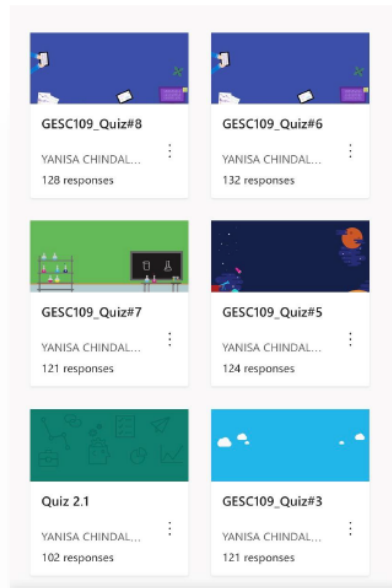 GESC109_Quiz#8
YANISA CHINDAL...
128 responses
GESC109_Quiz#6
YANISA CHINDAL...
132 responses
GESC109_Quiz#7
YANISA CHINDAL...
121 responses
GESC109_Quiz#5
YANISA CHINDAL...
124 responses
Quiz 2.1
YANISA CHINDAL...
102 responses
GESC109_Quiz#3
YANISA CHINDAL...
121 responses